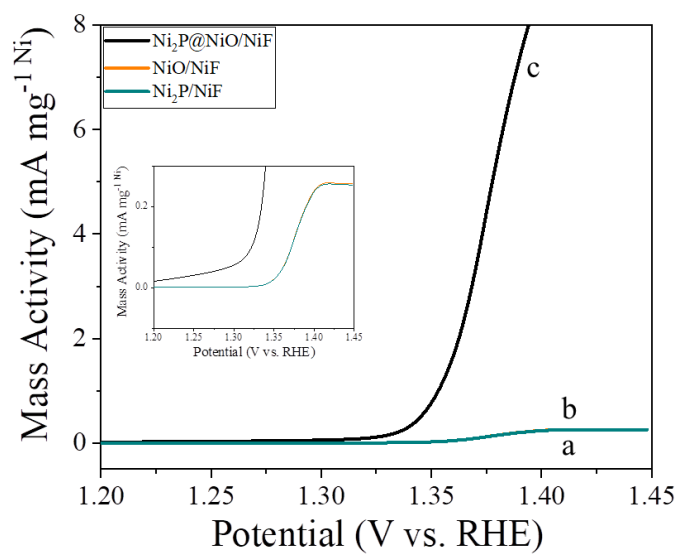 8
6
4
2
0
Mass Activity (mA mg⁻¹ ᴺⁱ)
Ni₂P@NiO/NiF
NiO/NiF
Ni₂P/NiF
c
b
a
0.2
0.0
Mass Activity (mA mg⁻¹ ᴺⁱ)
1.20 1.25 1.30 1.35 1.40 1.45
Potential (V vs. RHE)
1.20 1.25 1.30 1.35 1.40 1.45
Potential (V vs. RHE)